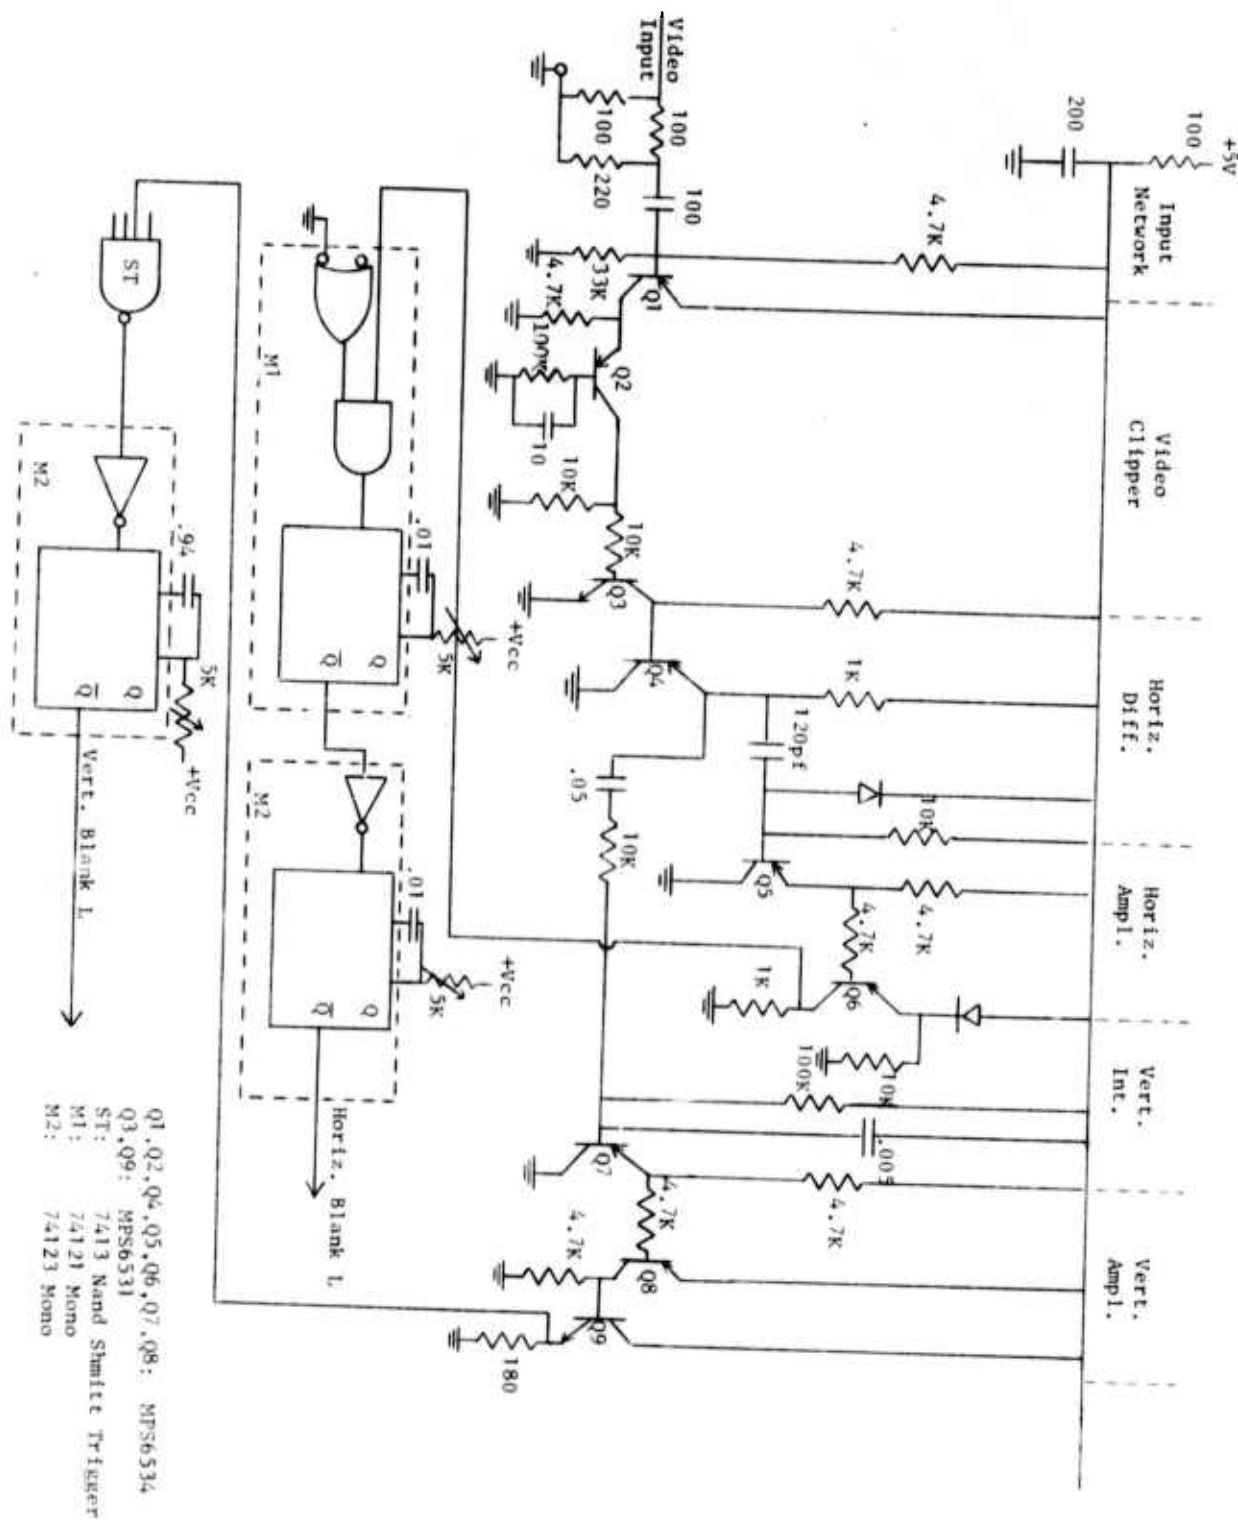 +5V
100
200
Input
Network
Video
Clipper
Horiz.
Diff.
Horiz.
Ampl.
Vert.
Int.
Vert.
Ampl.
4.7K
4.7K
1K
10K
4.7K
10K
100K
.005
4.7K
Video
Input
100
100
220
100
33K
Q1
4.7K
100K
Q2
10
10K
10K
Q3
Q4
120pf
.05
10K
Q5
4.7K
Q6
1K
Q7
4.7K
Q8
4.7K
Q9
180
M1
.01
5K
+Vcc
Q
Q̅
M2
.01
5K
+Vcc
Q
Q̅
Horiz. Blank L
ST
M2
.94
5K
+Vcc
Q
Q̅
Vert. Blank L
Q1,Q2,Q4,Q5,Q6,Q7,Q8: MPS6534
Q3,Q9: MPS6531
ST: 7413 Nand Shmitt Trigger
M1: 74121 Mono
M2: 74123 Mono